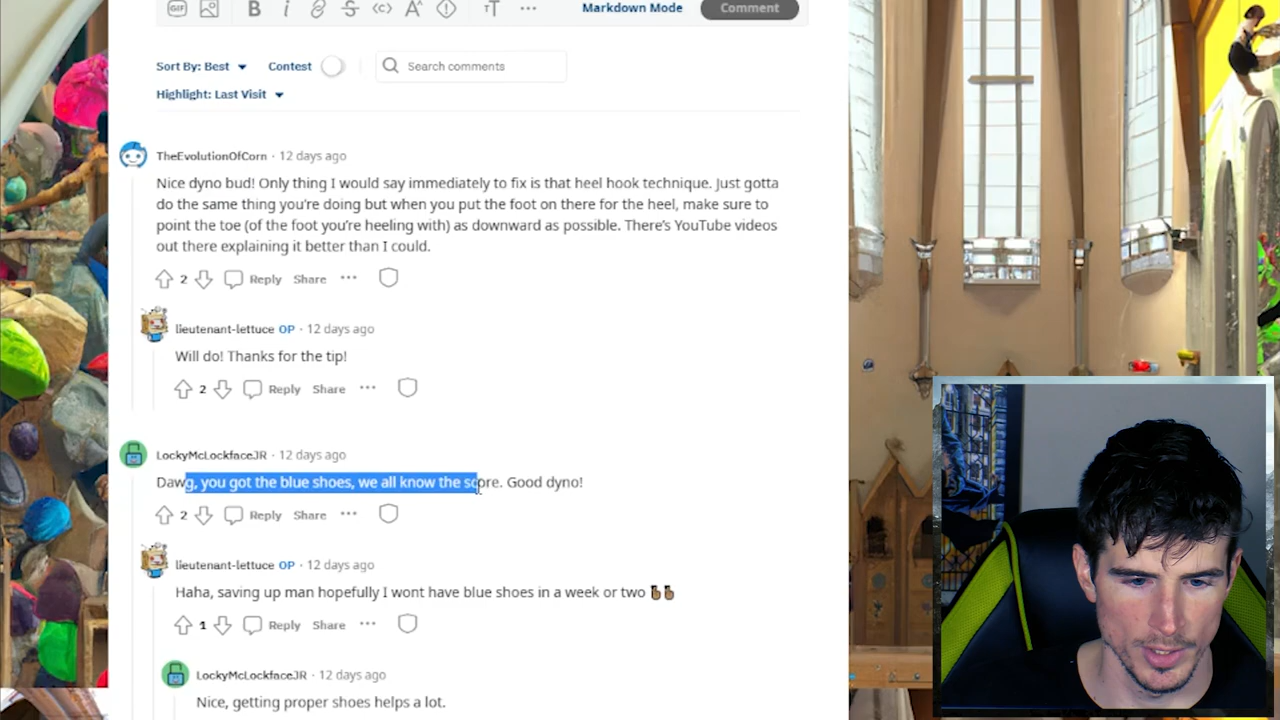 GIF B i S <c> A T
Markdown Mode
Comment
Sort By: Best
Contest
Search comments
Highlight: Last Visit
TheEvolutionOfCorn · 12 days ago
Nice dyno bud! Only thing I would say immediately to fix is that heel hook technique. Just gotta
do the same thing you're doing but when you put the foot on there for the heel, make sure to
point the toe (of the foot you're heeling with) as downward as possible. There's YouTube videos
out there explaining it better than I could.
2 Reply Share
lieutenant-lettuce OP · 12 days ago
Will do! Thanks for the tip!
2 Reply Share
LockyMcLockfaceJR · 12 days ago
Dawg, you got the blue shoes, we all know the score. Good dyno!
2 Reply Share
lieutenant-lettuce OP · 12 days ago
Haha, saving up man hopefully I wont have blue shoes in a week or two 🤞🏾🤞🏾
1 Reply Share
LockyMcLockfaceJR · 12 days ago
Nice, getting proper shoes helps a lot.